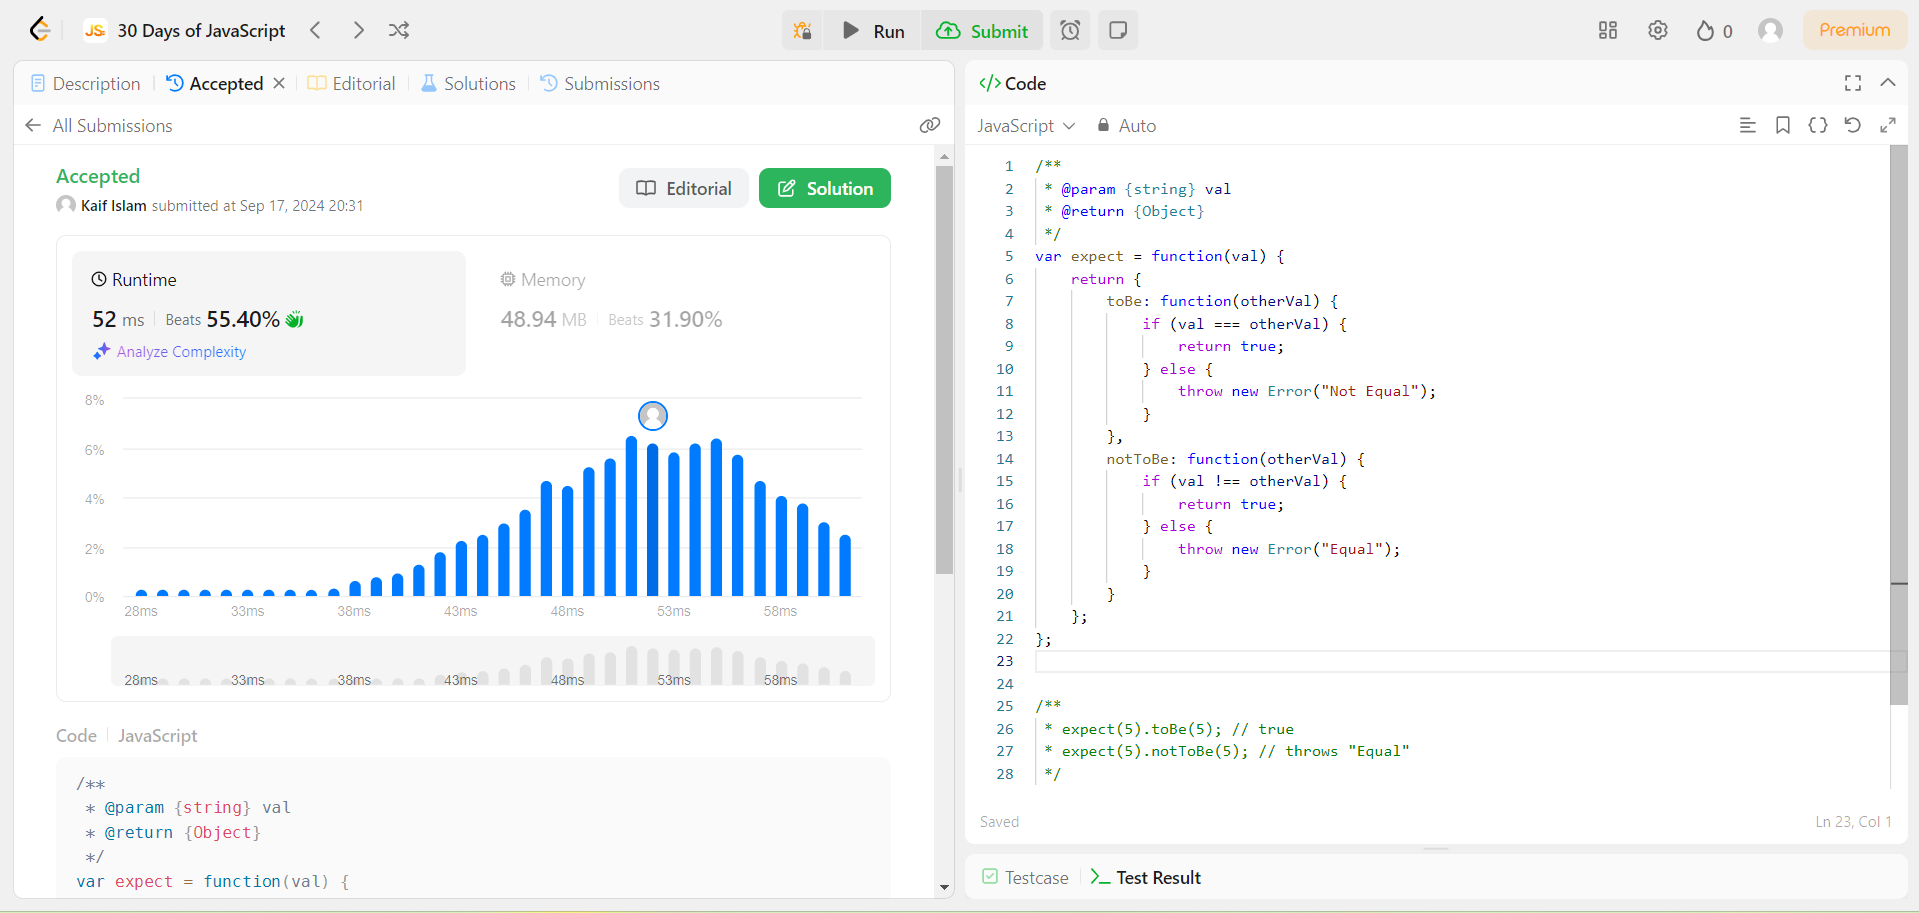 JS 30 Days of JavaScript Run Submit 0 Premium
Description Accepted Editorial Solutions Submissions
All Submissions
Accepted
Kaif Islam submitted at Sep 17, 2024 20:31
Editorial Solution
Runtime
52 ms Beats 55.40%
Analyze Complexity
Memory
48.94 MB Beats 31.90%
8%
6%
4%
2%
0%
28ms 33ms 38ms 43ms 48ms 53ms 58ms
28ms 33ms 38ms 43ms 48ms 53ms 58ms
Code JavaScript
/**
 * @param {string} val
 * @return {Object}
 */
var expect = function(val) {
</> Code
JavaScript Auto
1 /**
2  * @param {string} val
3  * @return {Object}
4  */
5 var expect = function(val) {
6     return {
7         toBe: function(otherVal) {
8             if (val === otherVal) {
9                 return true;
10             } else {
11                 throw new Error("Not Equal");
12             }
13         },
14         notToBe: function(otherVal) {
15             if (val !== otherVal) {
16                 return true;
17             } else {
18                 throw new Error("Equal");
19             }
20         }
21     };
22 };
23
24
25 /**
26  * expect(5).toBe(5); // true
27  * expect(5).notToBe(5); // throws "Equal"
28  */
Saved Ln 23, Col 1
Testcase Test Result